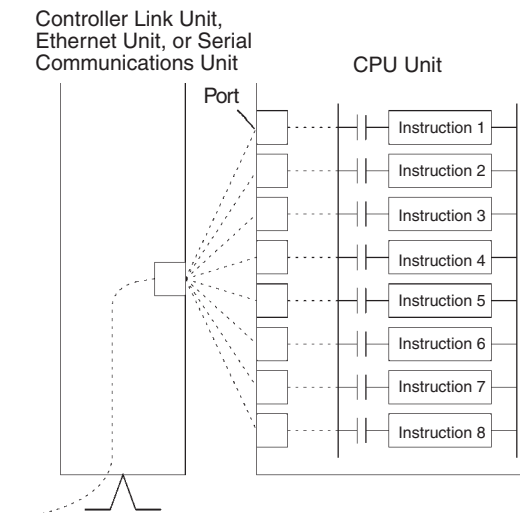 Controller Link Unit,
Ethernet Unit, or Serial
Communications Unit
CPU Unit
Port
Instruction 1
Instruction 2
Instruction 3
Instruction 4
Instruction 5
Instruction 6
Instruction 7
Instruction 8